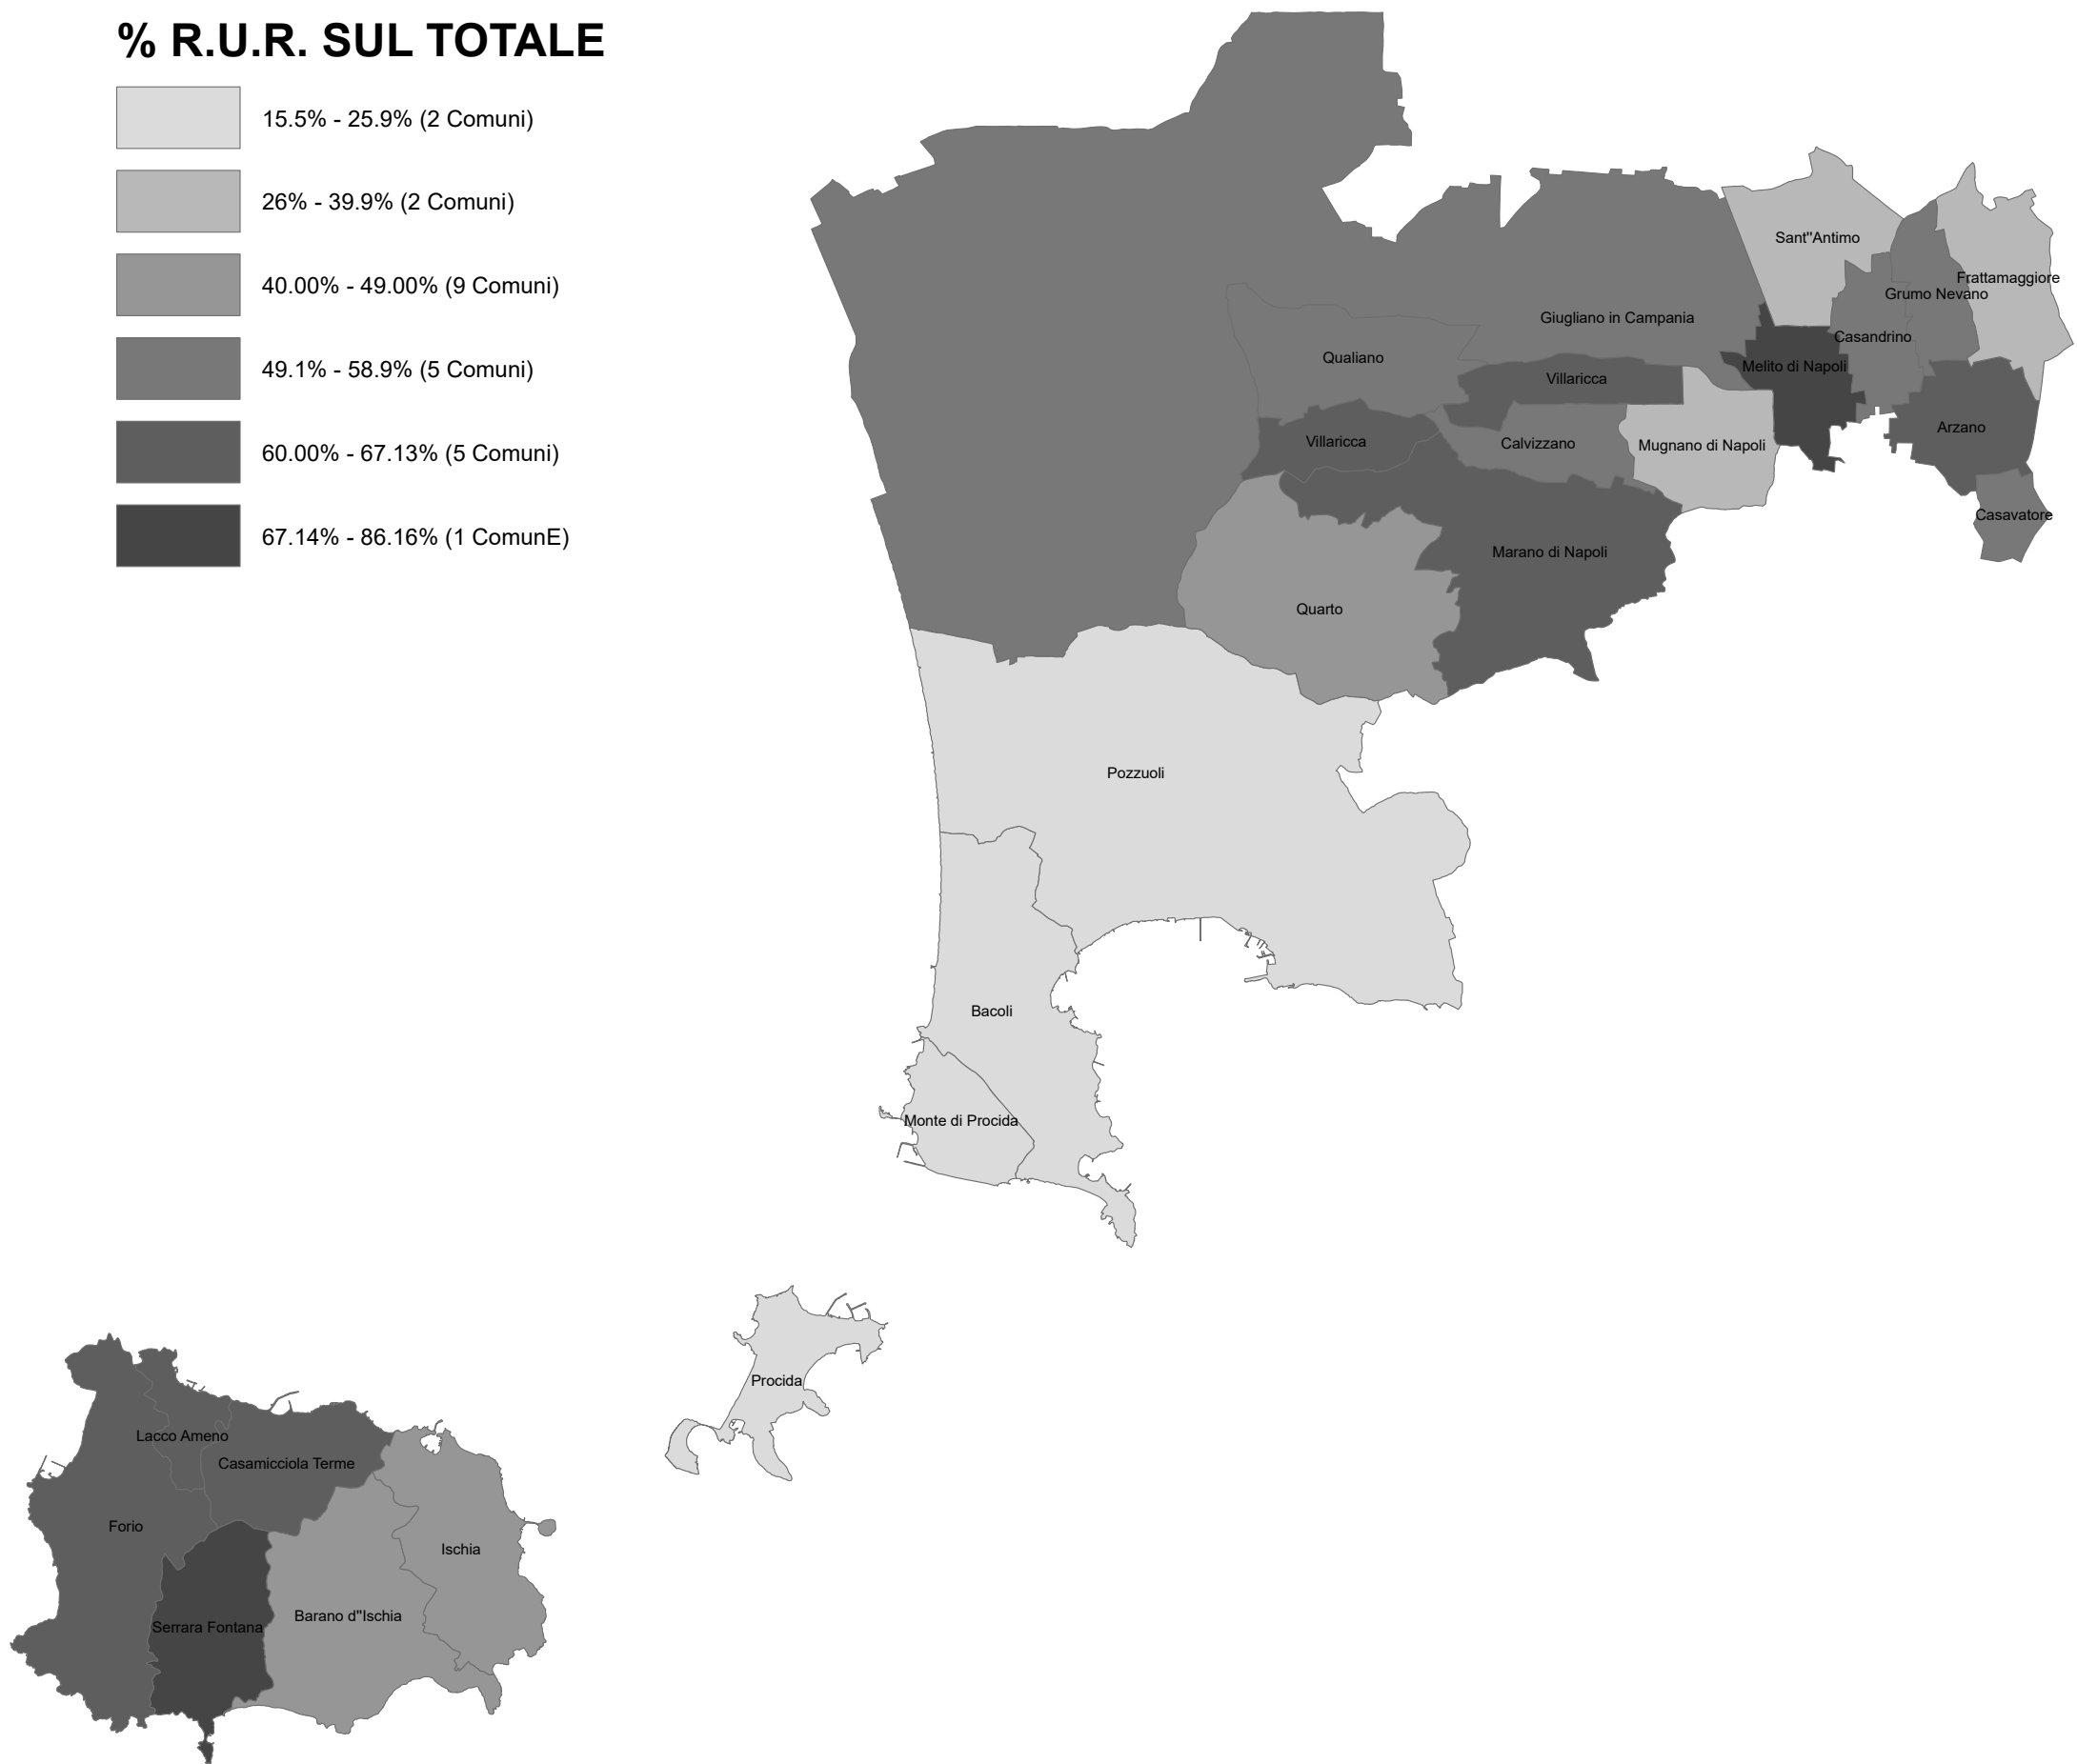 % R.U.R. SUL TOTALE
15.5% - 25.9% (2 Comuni)
26% - 39.9% (2 Comuni)
40.00% - 49.00% (9 Comuni)
49.1% - 58.9% (5 Comuni)
60.00% - 67.13% (5 Comuni)
67.14% - 86.16% (1 ComunE)
Sant''Antimo
Frattamaggiore
Grumo Nevano
Giugliano in Campania
Casandrino
Qualiano
Melito di Napoli
Villaricca
Arzano
Villaricca
Calvizzano
Mugnano di Napoli
Casavatore
Marano di Napoli
Quarto
Pozzuoli
Bacoli
Monte di Procida
Procida
Lacco Ameno
Casamicciola Terme
Forio
Ischia
Barano d''Ischia
Serrara Fontana